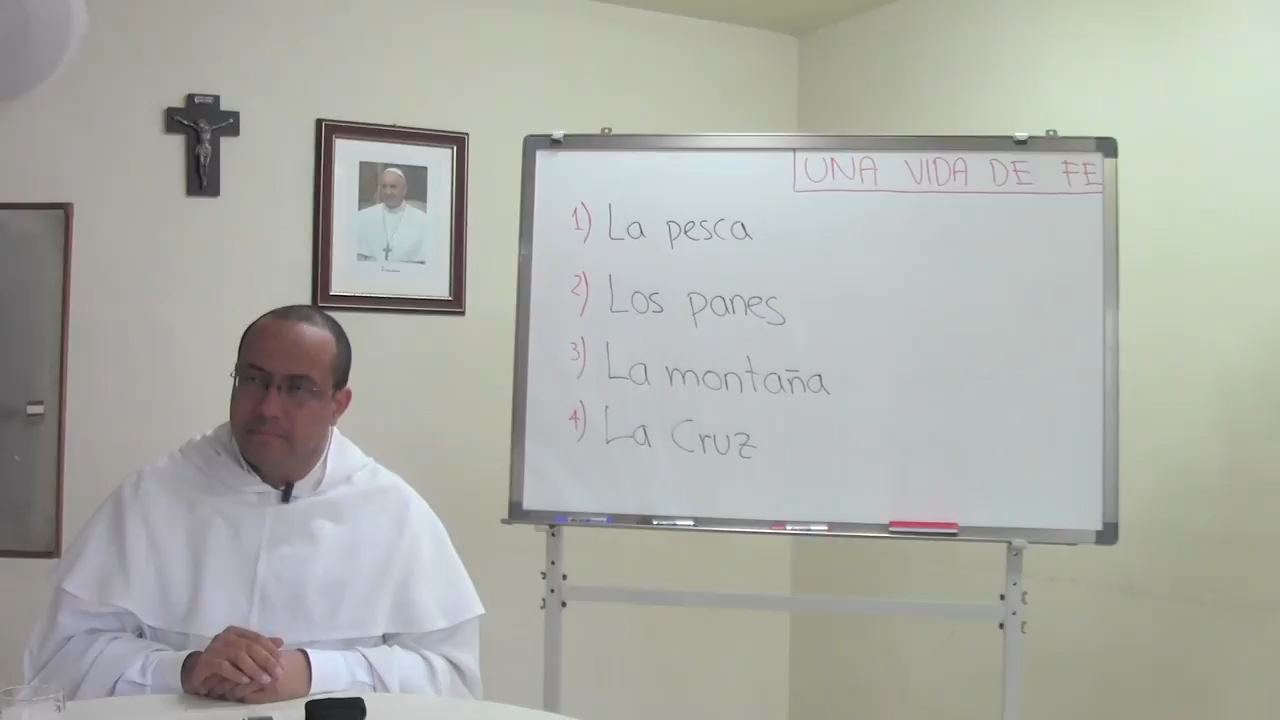 UNA VIDA DE FE
1) La pesca
2) Los panes
3) La montaña
4) La Cruz